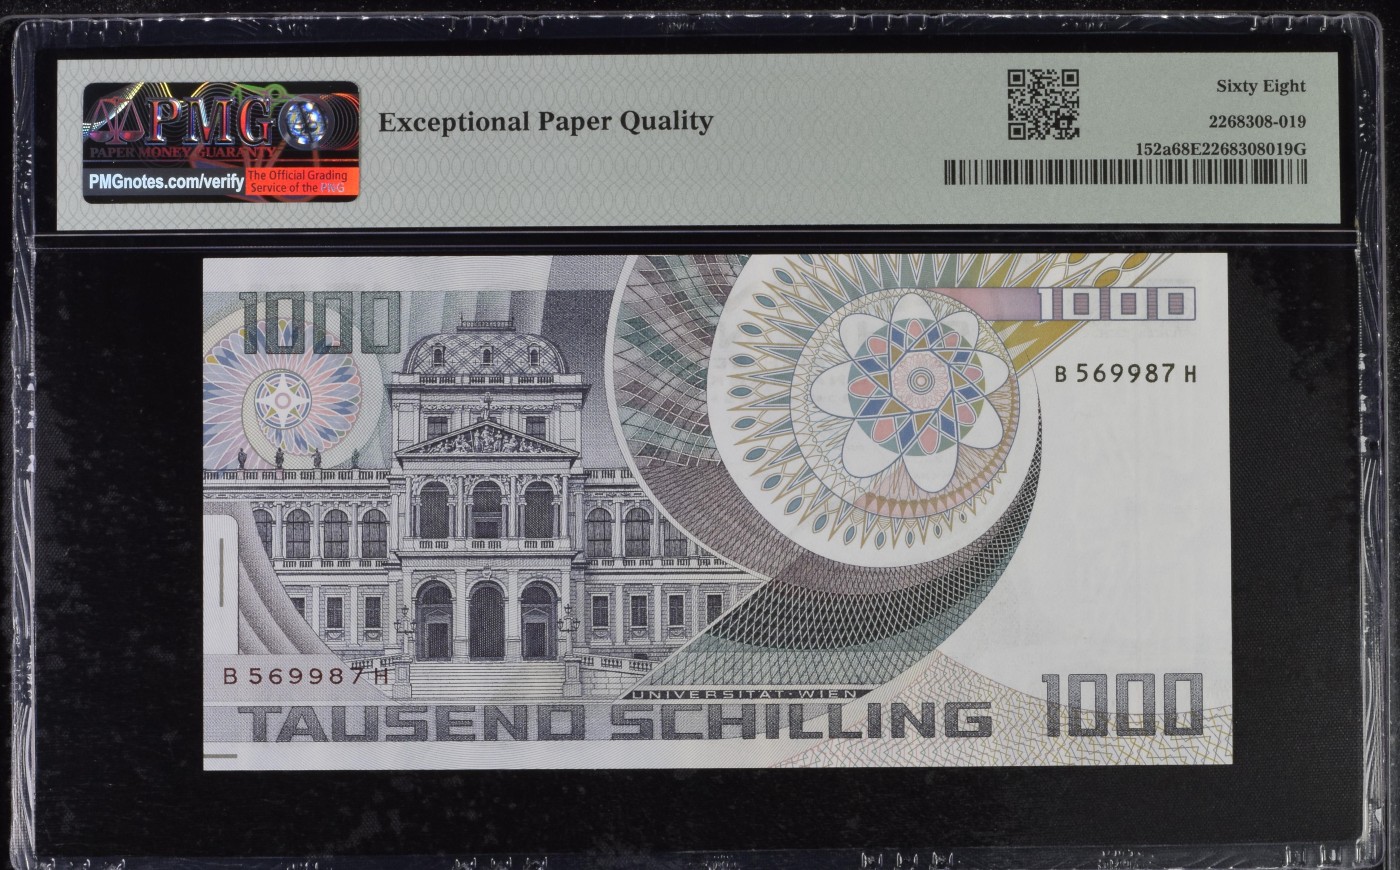 PMG
PAPER MONEY GUARANTY
PMGnotes.com/verify
The Official Grading
Service of the PNG
Exceptional Paper Quality
Sixty Eight
2268308-019
152a68E2268308019G
1000
1000
B 569987 H
B 569987 H
UNIVERSITÄT·WIEN
TAUSEND SCHILLING
1000